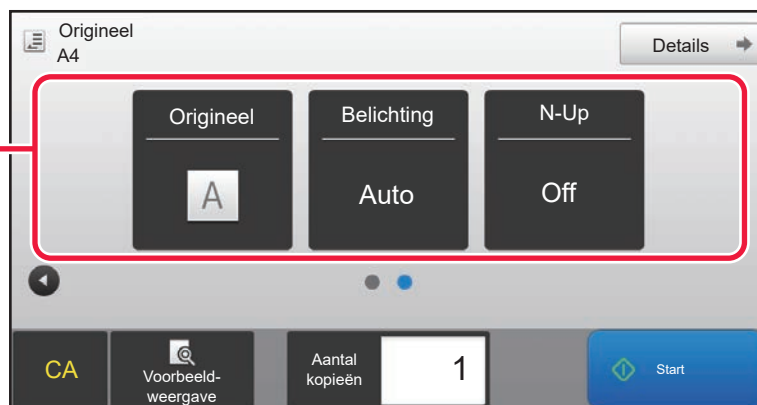 Origineel
A4
Details
Origineel
Belichting
N-Up
A
Auto
Off
CA
Voorbeeld-
weergave
Aantal
kopieën
1
Start